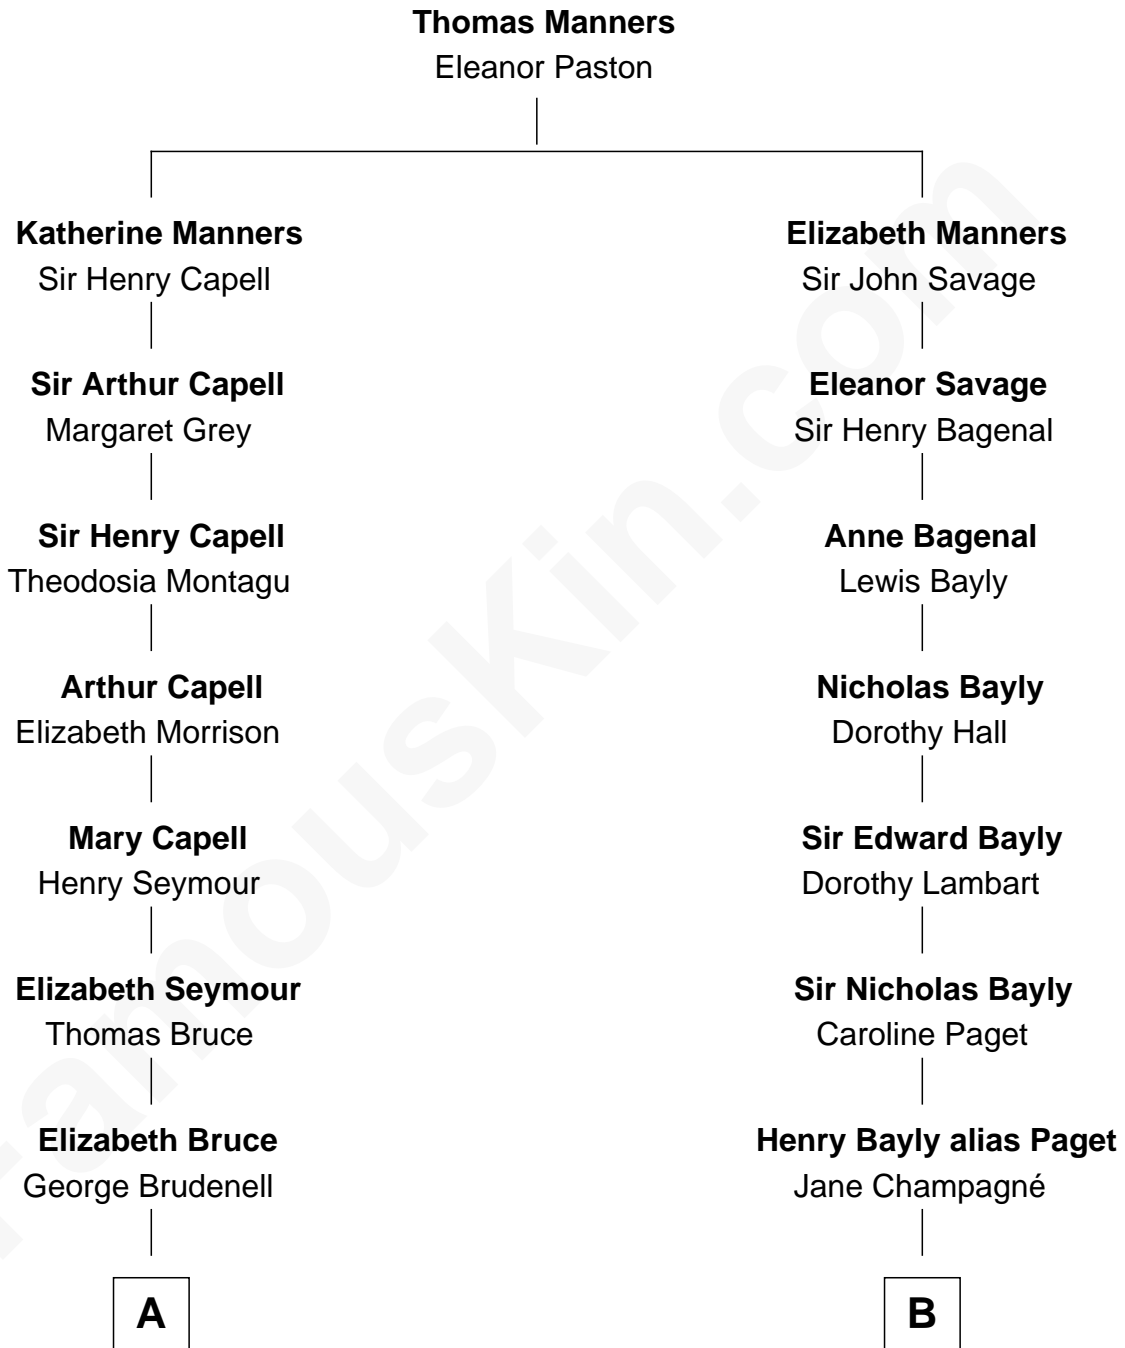 Thomas Manners
Eleanor Paston
Katherine Manners
Sir Henry Capell
Elizabeth Manners
Sir John Savage
Sir Arthur Capell
Margaret Grey
Eleanor Savage
Sir Henry Bagenal
Sir Henry Capell
Theodosia Montagu
Anne Bagenal
Lewis Bayly
Arthur Capell
Elizabeth Morrison
Nicholas Bayly
Dorothy Hall
Mary Capell
Henry Seymour
Sir Edward Bayly
Dorothy Lambart
Elizabeth Seymour
Thomas Bruce
Sir Nicholas Bayly
Caroline Paget
Elizabeth Bruce
George Brudenell
Henry Bayly alias Paget
Jane Champagné
A
B
FamousKin.com